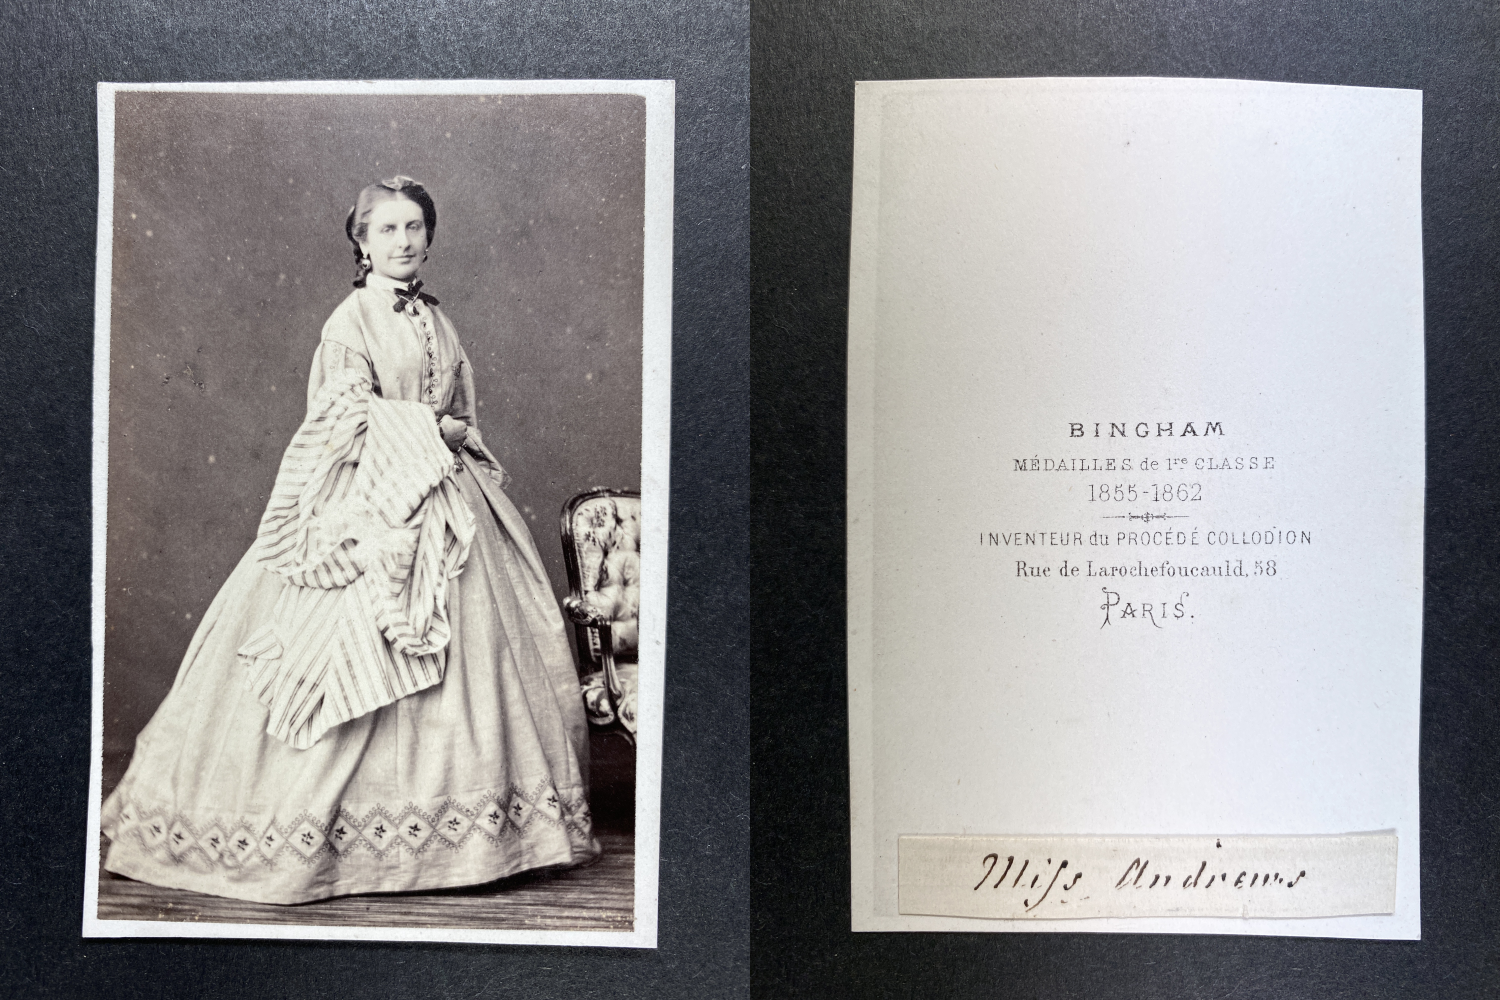 BINGHAM
MÉDAILLES de 1re CLASSE
1855-1862
INVENTEUR du PROCÉDÉ COLLODION
Rue de Larochefoucauld, 58
PARIS.
Miſs Andrews